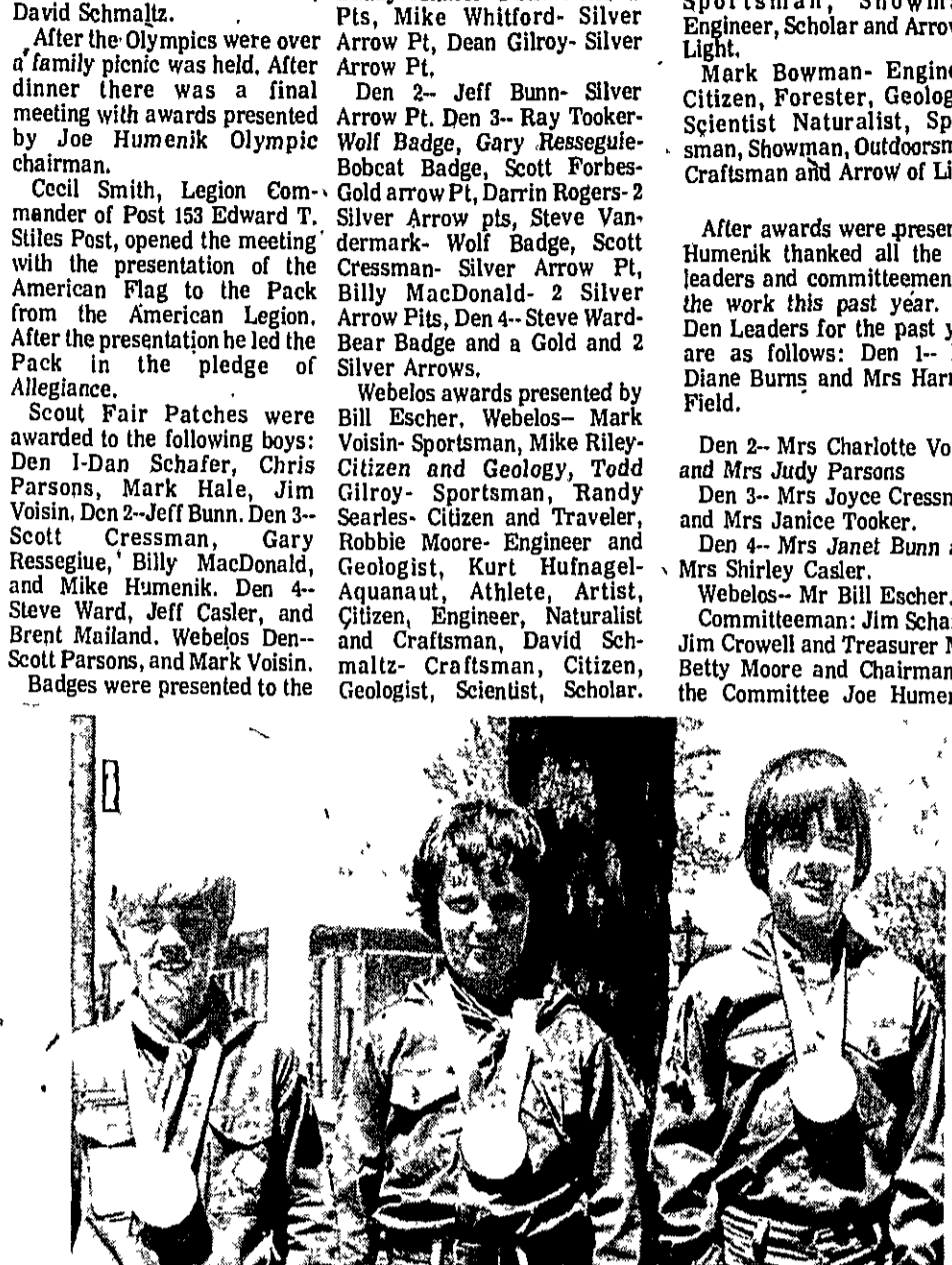 David Schmaltz.
After the Olympics were over
a family picnic was held. After
dinner there was a final
meeting with awards presented
by Joe Humenik Olympic
chairman.
Cecil Smith, Legion Com-
mander of Post 153 Edward T.
Stiles Post, opened the meeting
with the presentation of the
American Flag to the Pack
from the American Legion.
After the presentation he led the
Pack in the pledge of
Allegiance.
Scout Fair Patches were
awarded to the following boys:
Den I-Dan Schafer, Chris
Parsons, Mark Hale, Jim
Voisin, Den 2--Jeff Bunn. Den 3--
Scott Cressman, Gary
Ressegiue, Billy MacDonald,
and Mike Humenik. Den 4--
Steve Ward, Jeff Casler, and
Brent Mailand. Webelos Den--
Scott Parsons, and Mark Voisin.
Badges were presented to the
Pts, Mike Whitford- Silver
Arrow Pt, Dean Gilroy- Silver
Arrow Pt.
Den 2-- Jeff Bunn- Silver
Arrow Pt. Den 3-- Ray Tooker-
Wolf Badge, Gary Resseguie-
Bobcat Badge, Scott Forbes-
Gold arrow Pt, Darrin Rogers- 2
Silver Arrow pts, Steve Van-
dermark- Wolf Badge, Scott
Cressman- Silver Arrow Pt,
Billy MacDonald- 2 Silver
Arrow Pits, Den 4-- Steve Ward-
Bear Badge and a Gold and 2
Silver Arrows.
Webelos awards presented by
Bill Escher. Webelos-- Mark
Voisin- Sportsman, Mike Riley-
Citizen and Geology, Todd
Gilroy- Sportsman, Randy
Searles- Citizen and Traveler,
Robbie Moore- Engineer and
Geologist, Kurt Hufnagel-
Aquanaut, Athlete, Artist,
Citizen, Engineer, Naturalist
and Craftsman, David Sch-
maltz- Craftsman, Citizen,
Geologist, Scientist, Scholar.
Sportsman, Showm
Engineer, Scholar and Arro
Light.
Mark Bowman- Engine
Citizen, Forester, Geolog
Scientist Naturalist, Sp
sman, Showman, Outdoorsm
Craftsman and Arrow of Li
After awards were presen
Humenik thanked all the
leaders and committeemen
the work this past year.
Den Leaders for the past y
are as follows: Den 1--
Diane Burns and Mrs Harr
Field.
Den 2-- Mrs Charlotte Vo
and Mrs Judy Parsons
Den 3-- Mrs Joyce Cressm
and Mrs Janice Tooker.
Den 4-- Mrs Janet Bunn
Mrs Shirley Casler.
Webelos-- Mr Bill Escher.
Committeeman: Jim Scha
Jim Crowell and Treasurer
Betty Moore and Chairman
the Committee Joe Humen